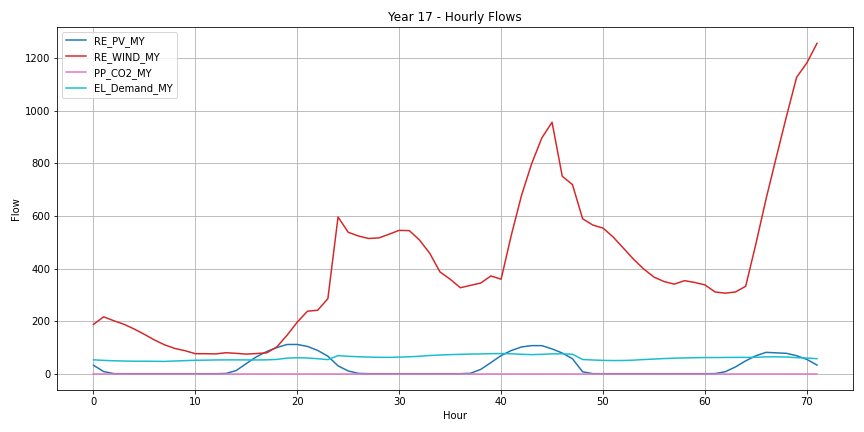 Year 17 - Hourly Flows
RE_PV_MY
RE_WIND_MY
PP_CO2_MY
EL_Demand_MY
1200
1000
800
600
400
200
0
Flow
0 10 20 30 40 50 60 70
Hour